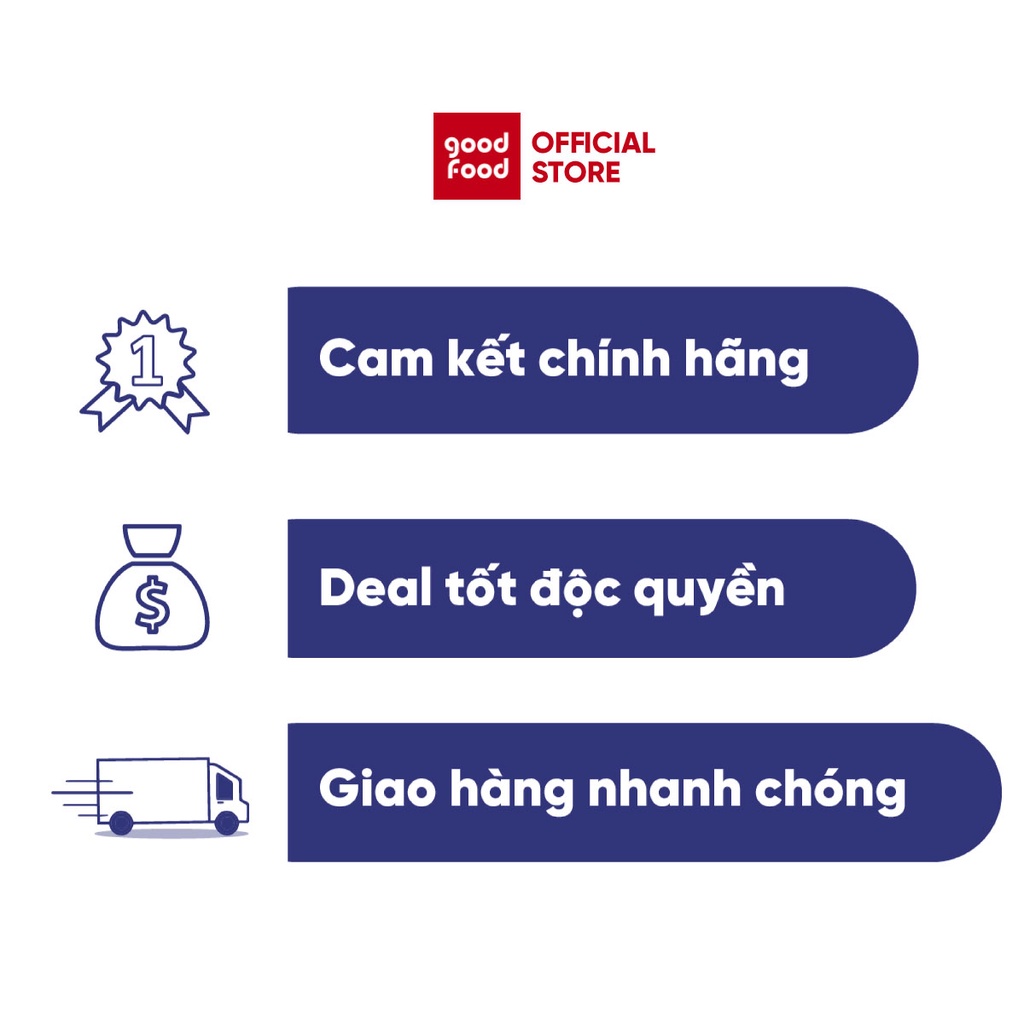 good
food
OFFICIAL
STORE
1
Cam kết chính hãng
$
Deal tốt độc quyền
Giao hàng nhanh chóng